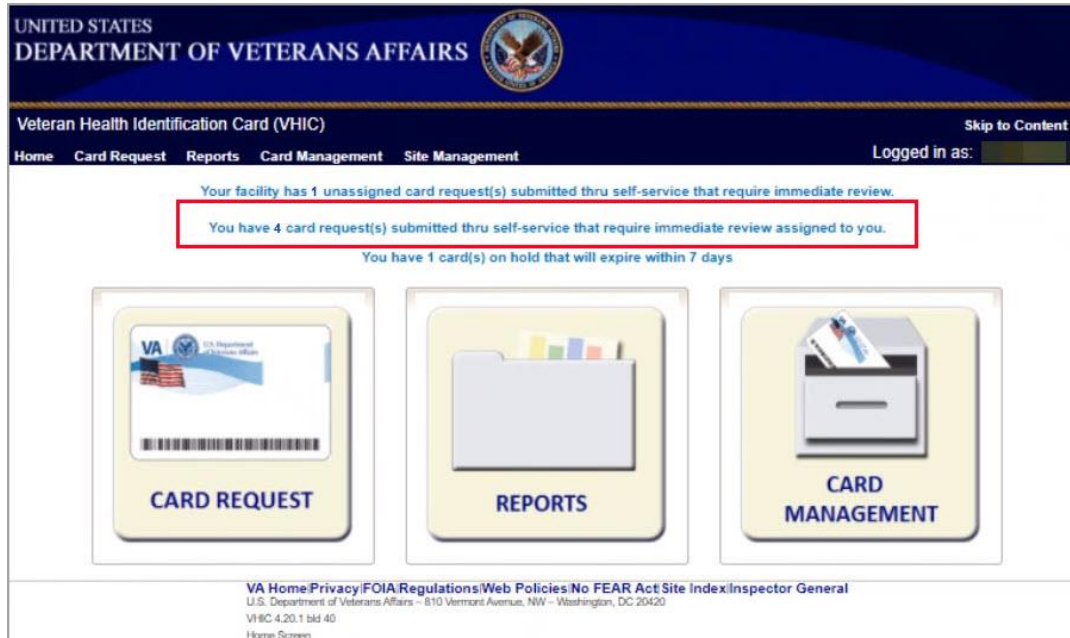 UNITED STATES
DEPARTMENT OF VETERANS AFFAIRS
Veteran Health Identification Card (VHIC)
Skip to Content
Home Card Request Reports Card Management Site Management
Logged in as:
Your facility has 1 unassigned card request(s) submitted thru self-service that require immediate review.
You have 4 card request(s) submitted thru self-service that require immediate review assigned to you.
You have 1 card(s) on hold that will expire within 7 days
VA
U.S. Department
of Veterans Affairs
CARD REQUEST
REPORTS
CARD
MANAGEMENT
VA Home|Privacy|FOIA|Regulations|Web Policies|No FEAR Act|Site Index|Inspector General
U.S. Department of Veterans Affairs – 810 Vermont Avenue, NW – Washington, DC 20420
VHIC 4.20.1 bld 40
Home Screen